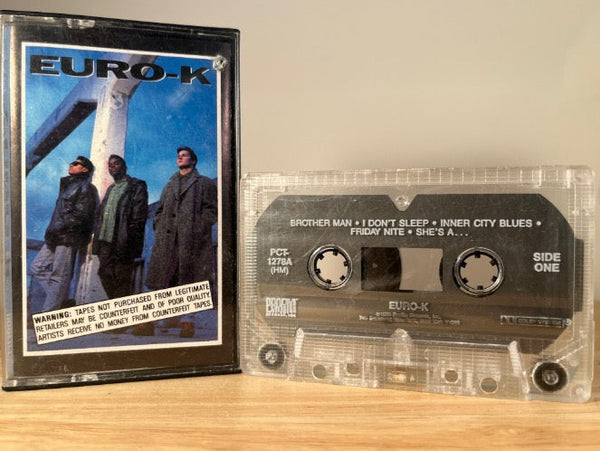 EURO-K
WARNING: TAPES NOT PURCHASED FROM LEGITIMATE
RETAILERS MAY BE COUNTERFEIT AND OF POOR QUALITY.
ARTISTS RECEIVE NO MONEY FROM COUNTERFEIT TAPES.
BROTHER MAN • I DON'T SLEEP • INNER CITY BLUES •
FRIDAY NITE • SHE'S A . . .
PCT-
1278A
(HM)
SIDE
ONE
EURO-K